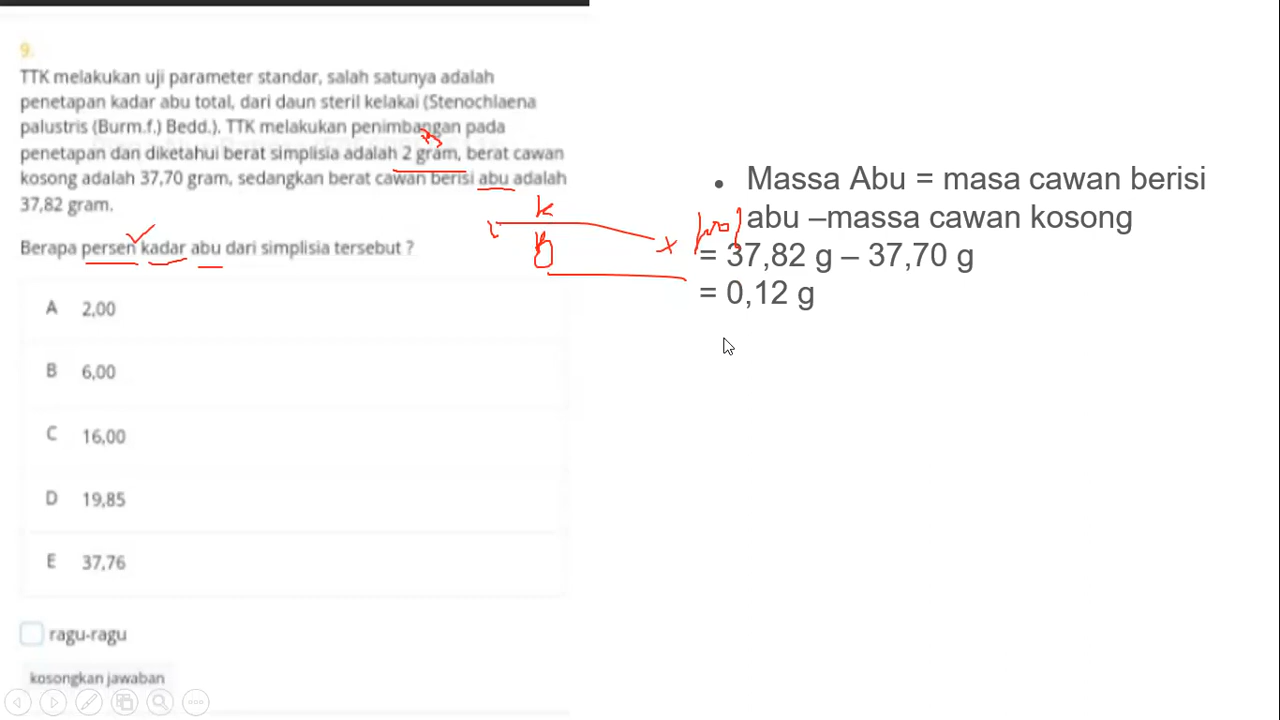 9.
TTK melakukan uji parameter standar, salah satunya adalah
penetapan kadar abu total, dari daun steril kelakai (Stenochlaena
palustris (Burm.f.) Bedd.). TTK melakukan penimbangan pada
penetapan dan diketahui berat simplisia adalah 2 gram, berat cawan
kosong adalah 37,70 gram, sedangkan berat cawan berisi abu adalah
37,82 gram.
Berapa persen kadar abu dari simplisia tersebut ?
A 2,00
B 6,00
C 16,00
D 19,85
E 37,76
ragu-ragu
kosongkan jawaban
k
x
• Massa Abu = masa cawan berisi
abu –massa cawan kosong
= 37,82 g – 37,70 g
= 0,12 g